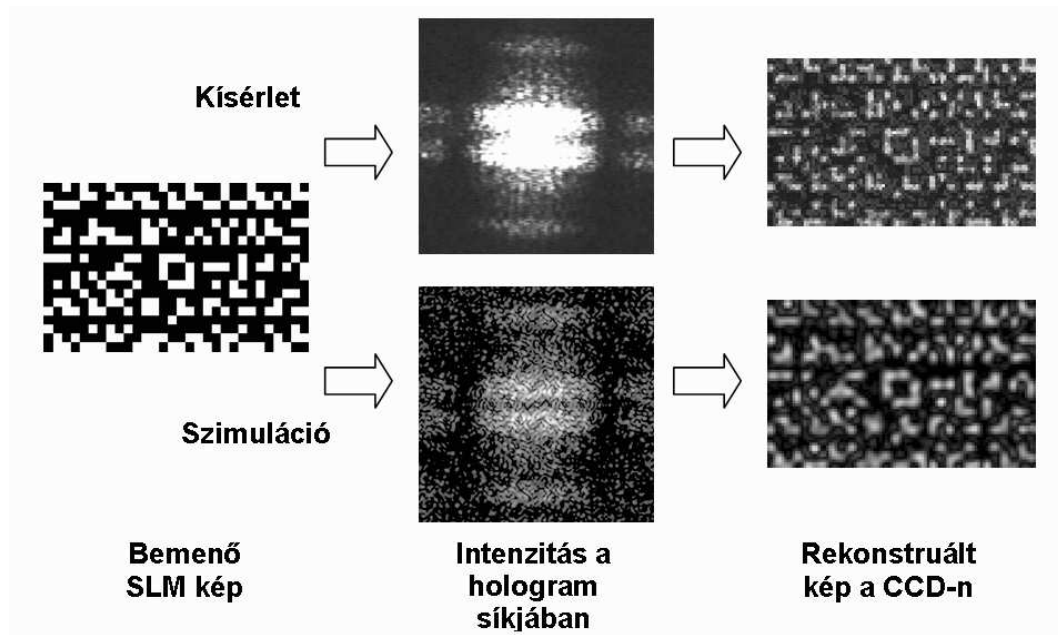 Kísérlet
Szimuláció
Bemenő
SLM kép
Intenzitás a
hologram
síkjában
Rekonstruált
kép a CCD-n